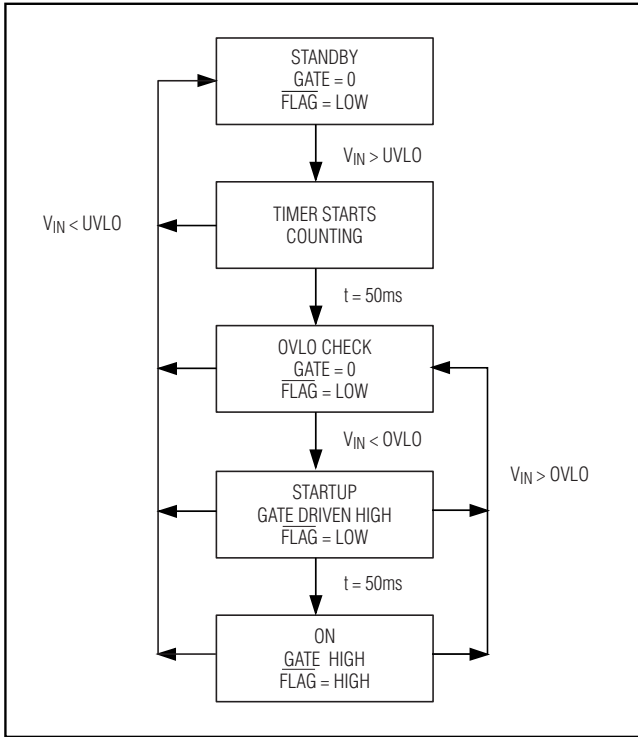 STANDBY
GATE = 0
FLAG = LOW
V_IN > UVLO
TIMER STARTS
COUNTING
V_IN < UVLO
t = 50ms
OVLO CHECK
GATE = 0
FLAG = LOW
V_IN < OVLO
V_IN > OVLO
STARTUP
GATE DRIVEN HIGH
FLAG = LOW
t = 50ms
ON
GATE HIGH
FLAG = HIGH